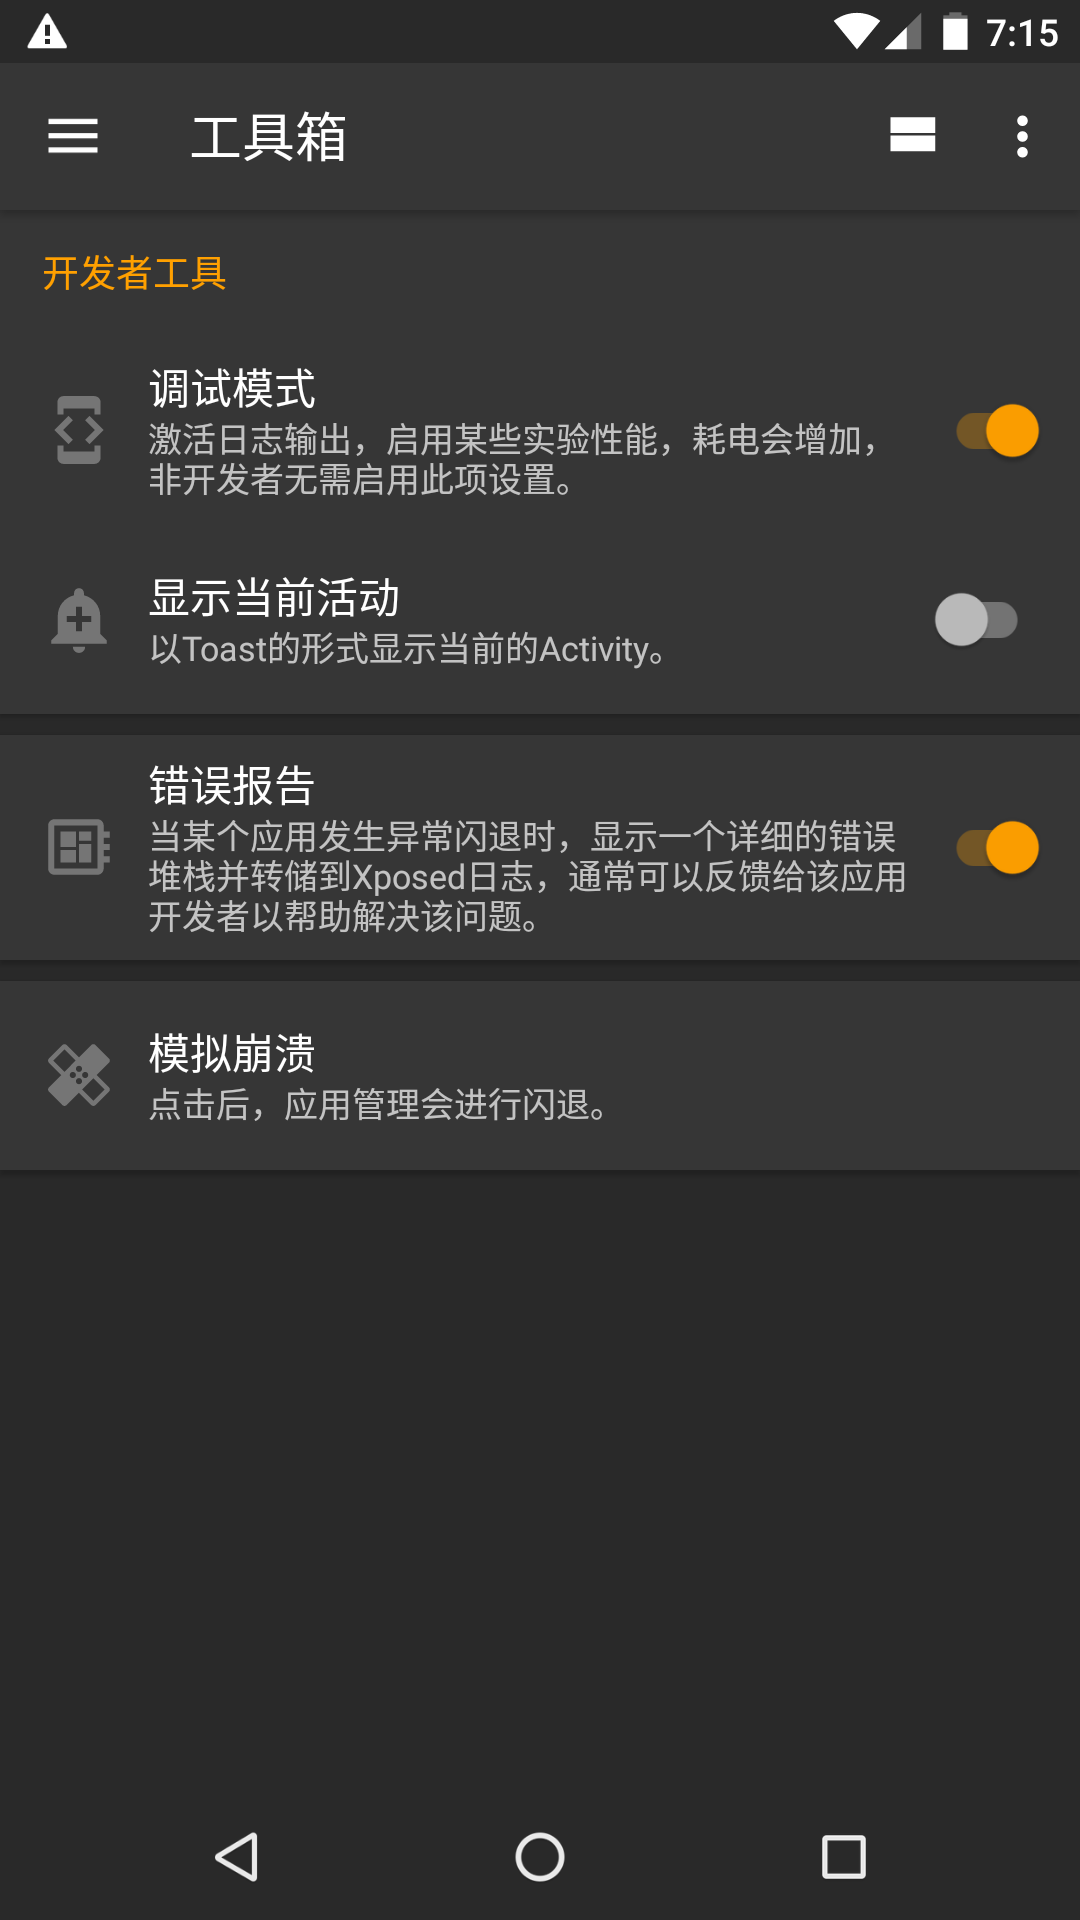 7:15
工具箱
开发者工具
调试模式
激活日志输出，启用某些实验性能，耗电会增加，
非开发者无需启用此项设置。
显示当前活动
以Toast的形式显示当前的Activity。
错误报告
当某个应用发生异常闪退时，显示一个详细的错误
堆栈并转储到Xposed日志，通常可以反馈给该应用
开发者以帮助解决该问题。
模拟崩溃
点击后，应用管理会进行闪退。